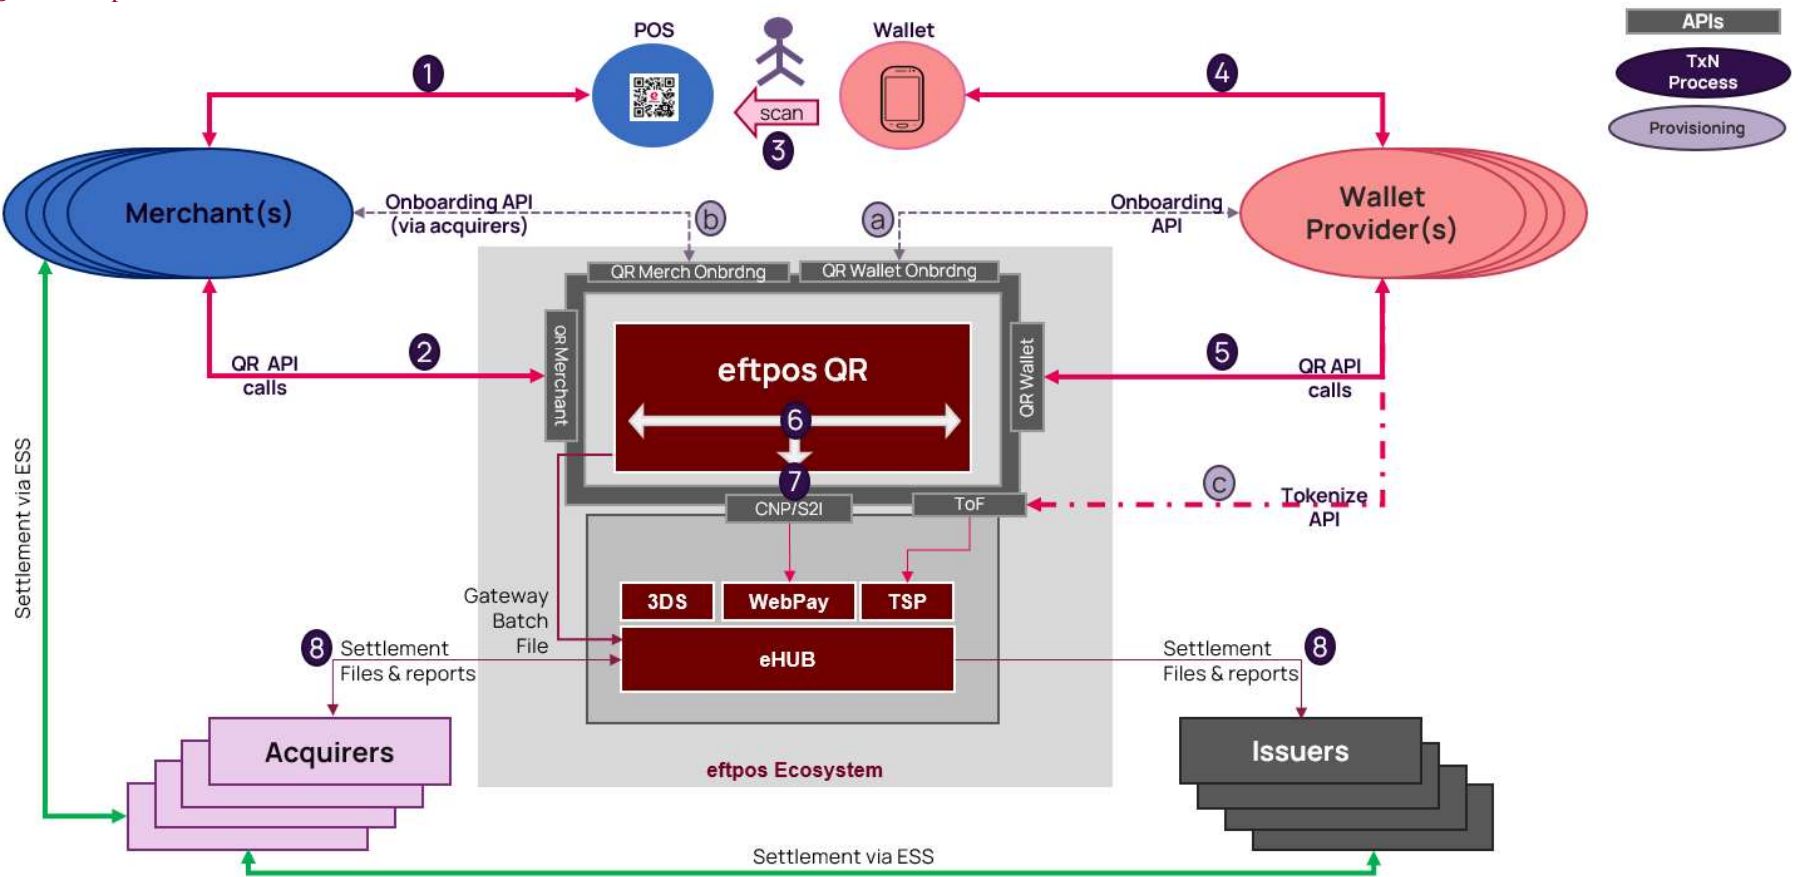 POS
Wallet
APIs
TxN
Process
Provisioning
1
4
scan
3
Merchant(s)
Wallet
Provider(s)
Onboarding API
(via acquirers)
b
a
Onboarding
API
QR Merch Onbrdng
QR Wallet Onbrdng
QR Merchant
QR Wallet
eftpos QR
2
QR API
calls
5
QR API
calls
6
7
CNP/S2I
ToF
c
Tokenize
API
Settlement via ESS
Gateway
Batch
File
3DS
WebPay
TSP
eHUB
8
Settlement
Files & reports
Settlement
Files & reports
8
Acquirers
Issuers
eftpos Ecosystem
Settlement via ESS